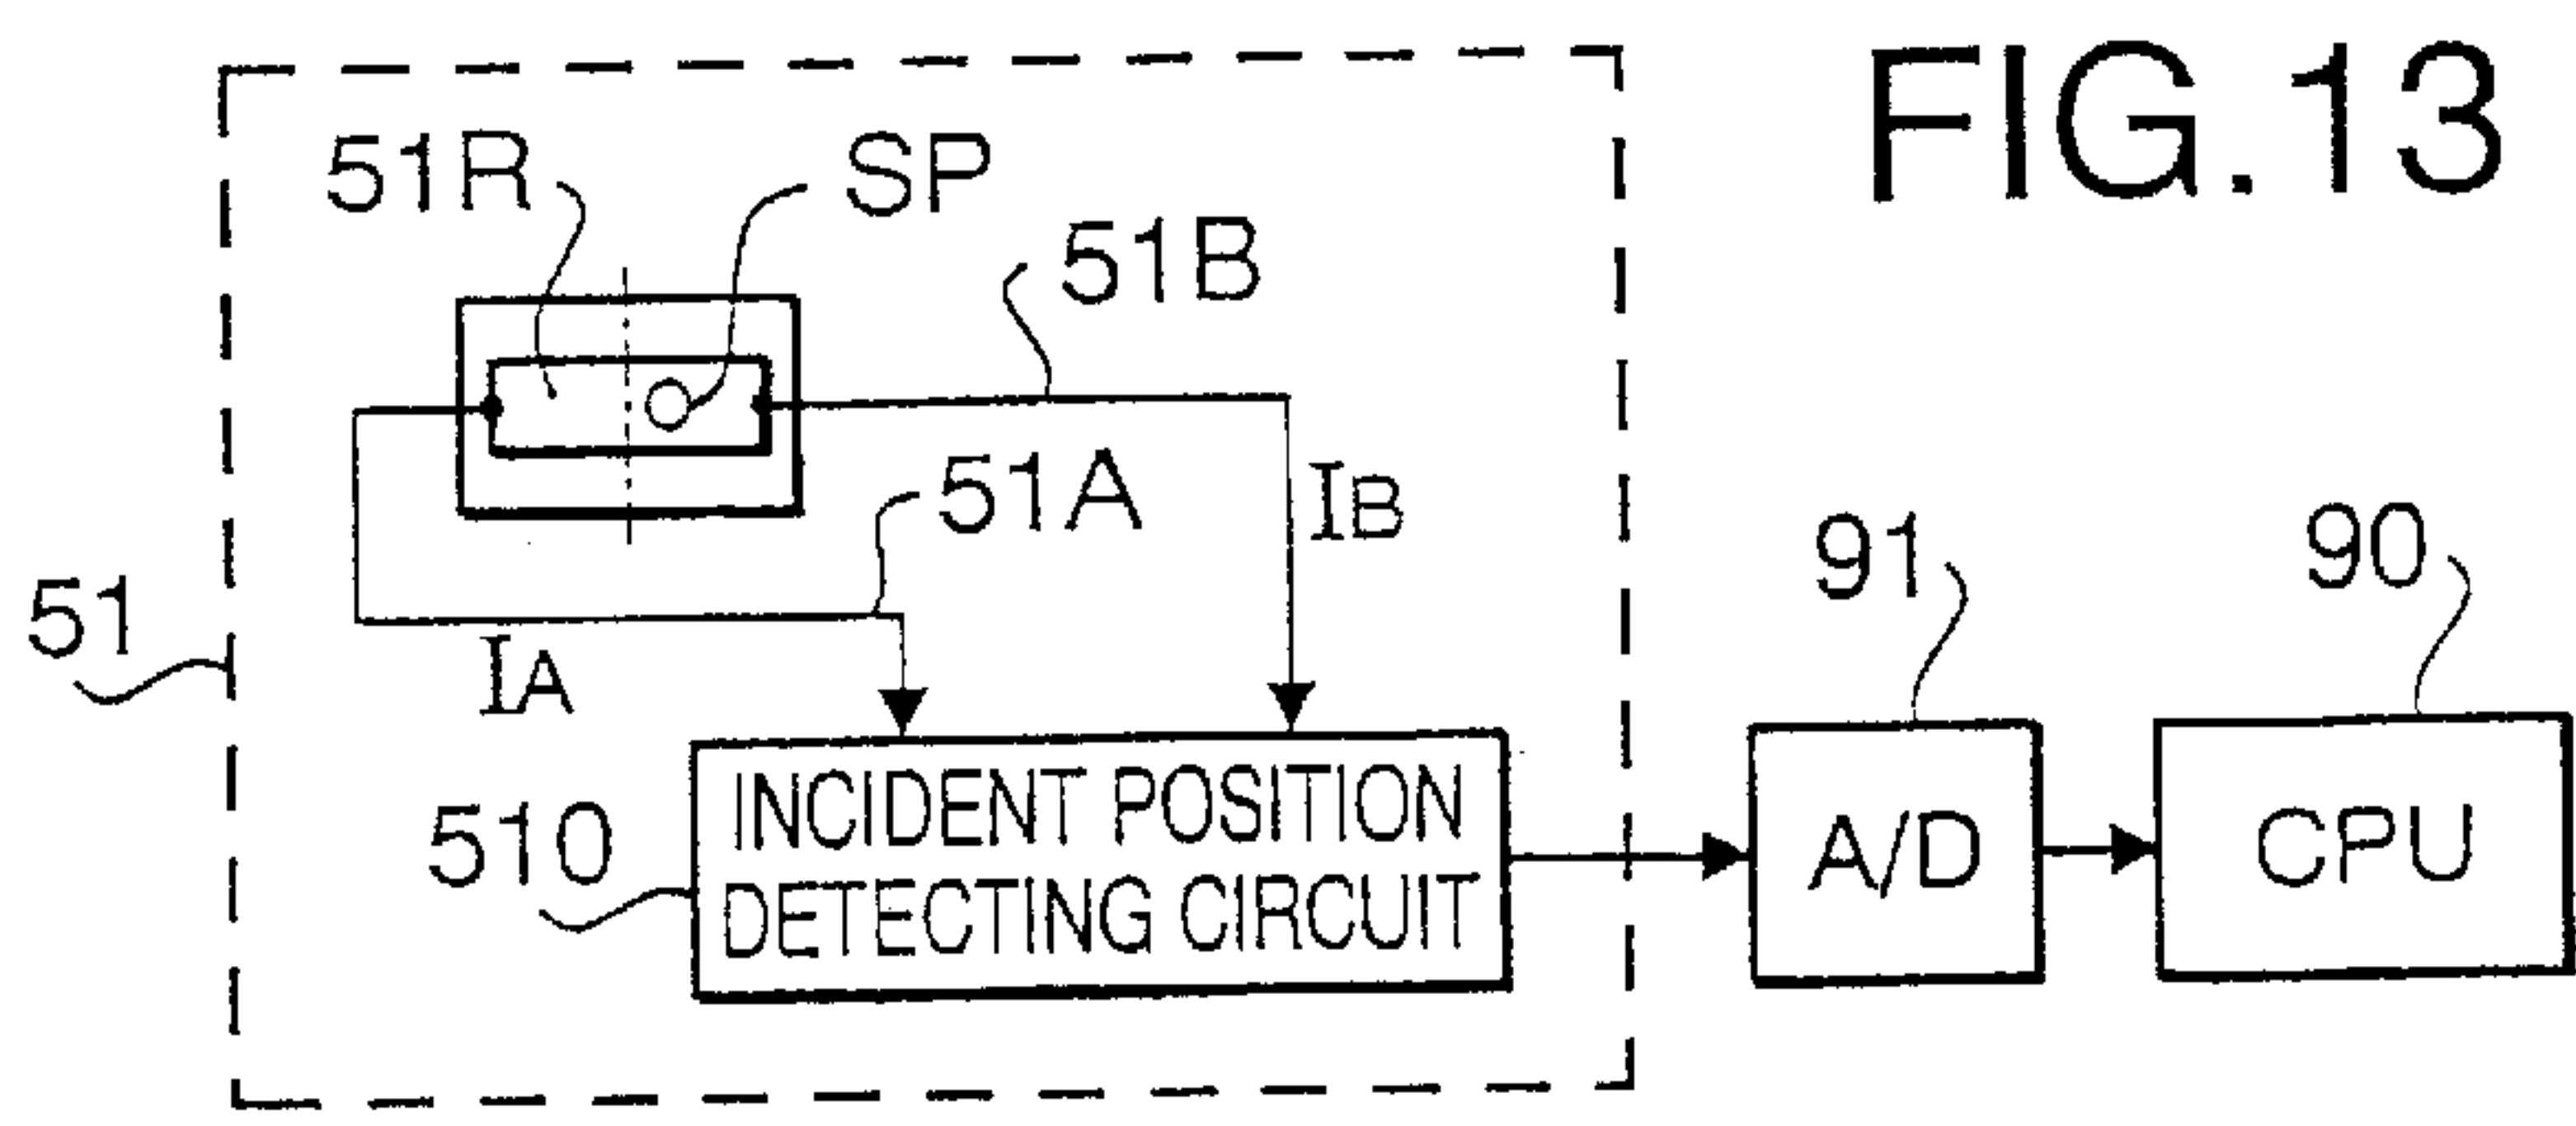 FIG.13
51R
SP
51B
51A
IB
IA
51
91
90
510
INCIDENT POSITION
DETECTING CIRCUIT
A/D
CPU